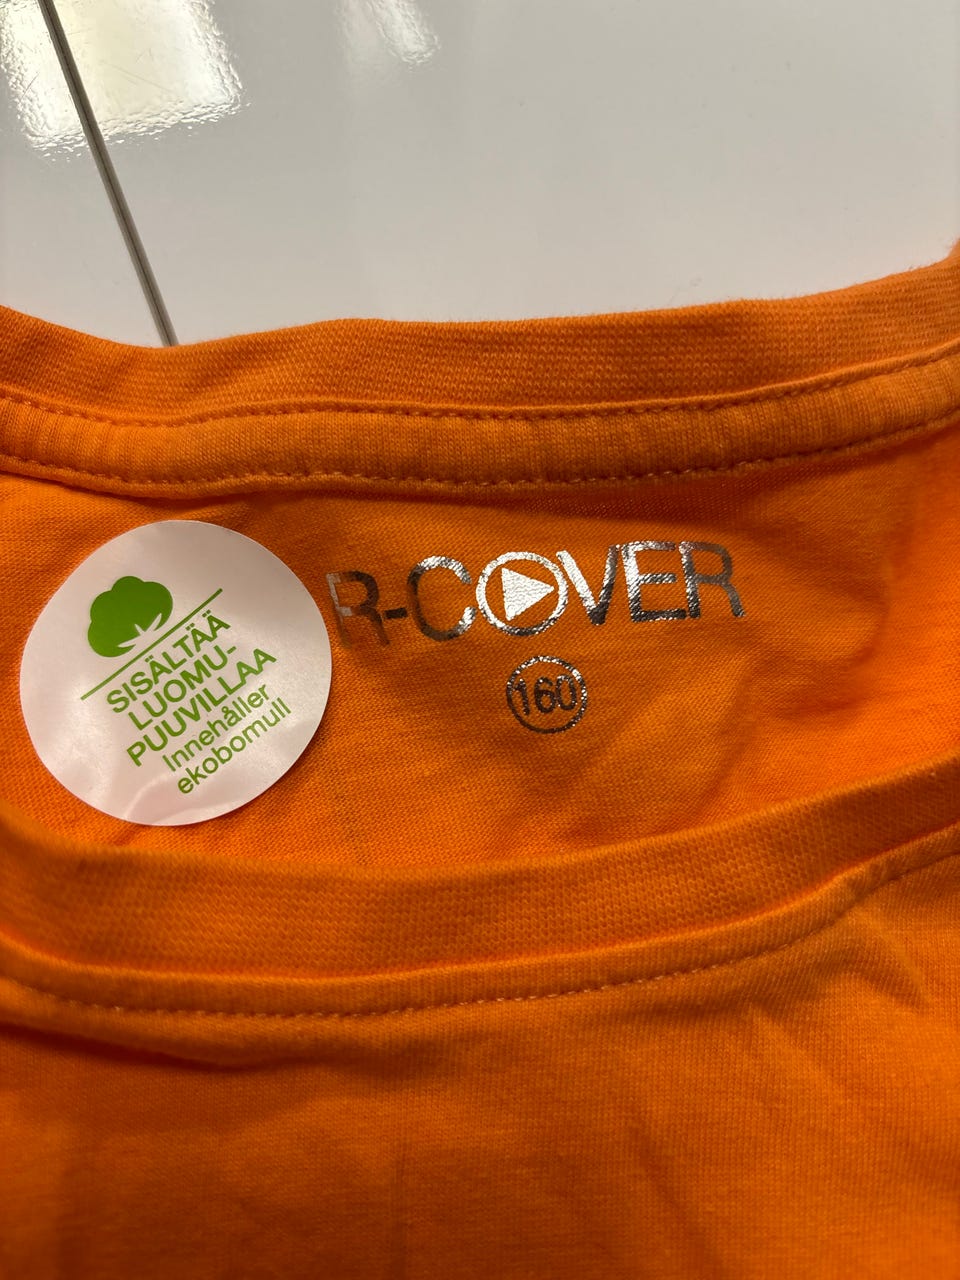 SISÄLTÄÄ
LUOMU-
PUUVILLAA
Innehåller
ekobomull
R-COVER
160